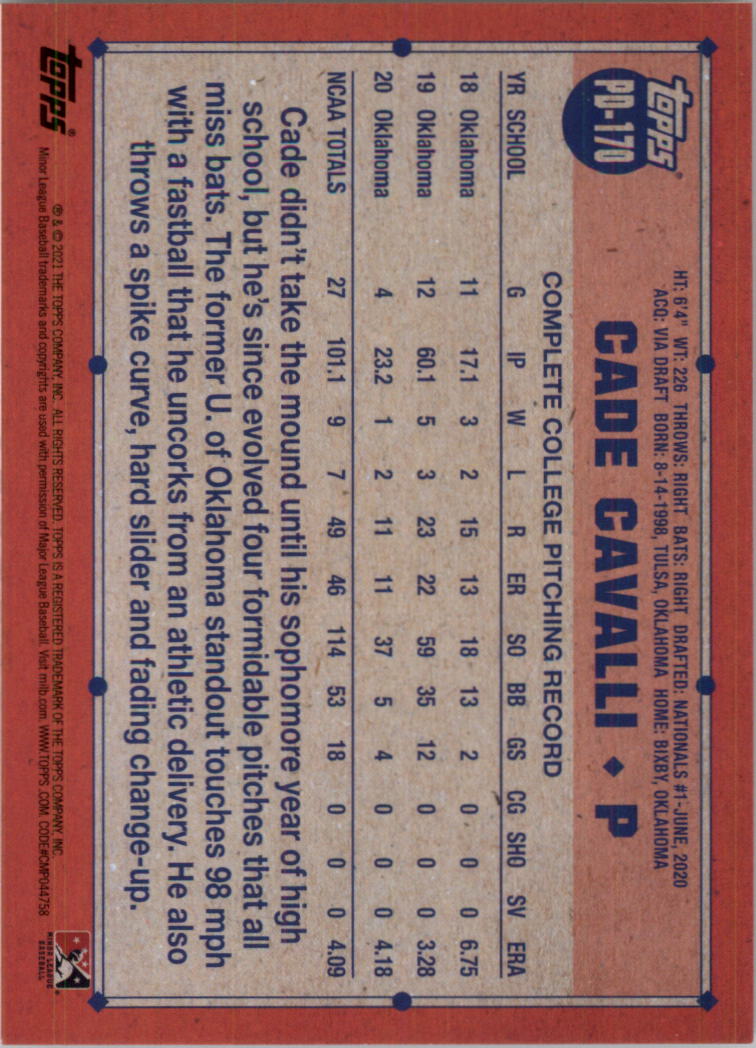 topps
PD-170
HT: 6'4" WT: 226 THROWS: RIGHT BATS: RIGHT DRAFTED: NATIONALS #1-JUNE, 2020
ACQ: VIA DRAFT BORN: 8-14-1998, TULSA, OKLAHOMA HOME: BIXBY, OKLAHOMA
CADE CAVALLI ◆ P
COMPLETE COLLEGE PITCHING RECORD
YR SCHOOL G IP W L R ER SO BB GS CG SHO SV ERA
18 Oklahoma 11 17.1 3 2 15 13 18 13 2 0 0 0 6.75
19 Oklahoma 12 60.1 5 3 23 22 59 35 12 0 0 0 3.28
20 Oklahoma 4 23.2 1 2 11 11 37 5 4 0 0 0 4.18
NCAA TOTALS 27 101.1 9 7 49 46 114 53 18 0 0 0 4.09
Cade didn't take the mound until his sophomore year of high
school, but he's since evolved four formidable pitches that all
miss bats. The former U. of Oklahoma standout touches 98 mph
with a fastball that he uncorks from an athletic delivery. He also
throws a spike curve, hard slider and fading change-up.
topps®
® & © 2021 THE TOPPS COMPANY, INC. ALL RIGHTS RESERVED. TOPPS IS A REGISTERED TRADEMARK OF THE TOPPS COMPANY, INC.
Minor League Baseball trademarks and copyrights are used with permission of Major League Baseball. Visit milb.com. WWW.TOPPS.COM. CODE#CMP044758
MINOR LEAGUE
BASEBALL